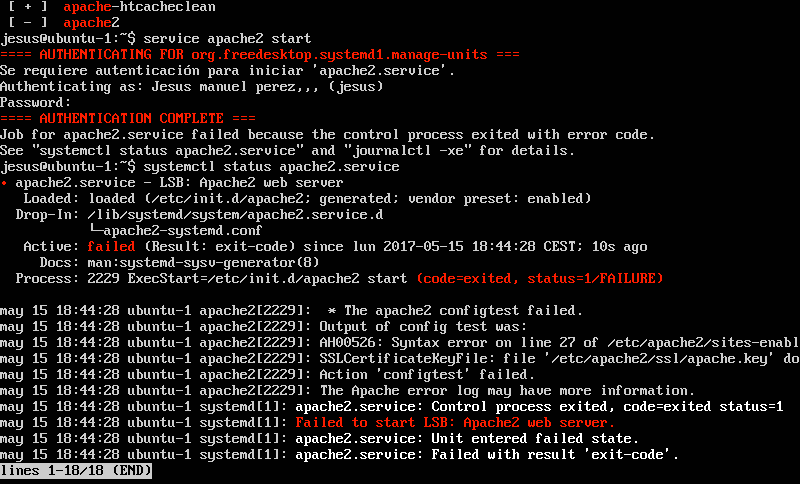 [ + ]  apache-htcacheclean
[ - ]  apache2
jesus@ubuntu-1:~$ service apache2 start
==== AUTHENTICATING FOR org.freedesktop.systemd1.manage-units ===
Se requiere autenticación para iniciar 'apache2.service'.
Authenticating as: Jesus manuel perez,,, (jesus)
Password:
==== AUTHENTICATION COMPLETE ===
Job for apache2.service failed because the control process exited with error code.
See "systemctl status apache2.service" and "journalctl -xe" for details.
jesus@ubuntu-1:~$ systemctl status apache2.service
• apache2.service - LSB: Apache2 web server
   Loaded: loaded (/etc/init.d/apache2; generated; vendor preset: enabled)
  Drop-In: /lib/systemd/system/apache2.service.d
           └─apache2-systemd.conf
   Active: failed (Result: exit-code) since lun 2017-05-15 18:44:28 CEST; 10s ago
     Docs: man:systemd-sysv-generator(8)
  Process: 2229 ExecStart=/etc/init.d/apache2 start (code=exited, status=1/FAILURE)

may 15 18:44:28 ubuntu-1 apache2[2229]:  * The apache2 configtest failed.
may 15 18:44:28 ubuntu-1 apache2[2229]: Output of config test was:
may 15 18:44:28 ubuntu-1 apache2[2229]: AH00526: Syntax error on line 27 of /etc/apache2/sites-enabl
may 15 18:44:28 ubuntu-1 apache2[2229]: SSLCertificateKeyFile: file '/etc/apache2/ssl/apache.key' do
may 15 18:44:28 ubuntu-1 apache2[2229]: Action 'configtest' failed.
may 15 18:44:28 ubuntu-1 apache2[2229]: The Apache error log may have more information.
may 15 18:44:28 ubuntu-1 systemd[1]: apache2.service: Control process exited, code=exited status=1
may 15 18:44:28 ubuntu-1 systemd[1]: Failed to start LSB: Apache2 web server.
may 15 18:44:28 ubuntu-1 systemd[1]: apache2.service: Unit entered failed state.
may 15 18:44:28 ubuntu-1 systemd[1]: apache2.service: Failed with result 'exit-code'.
lines 1-18/18 (END)